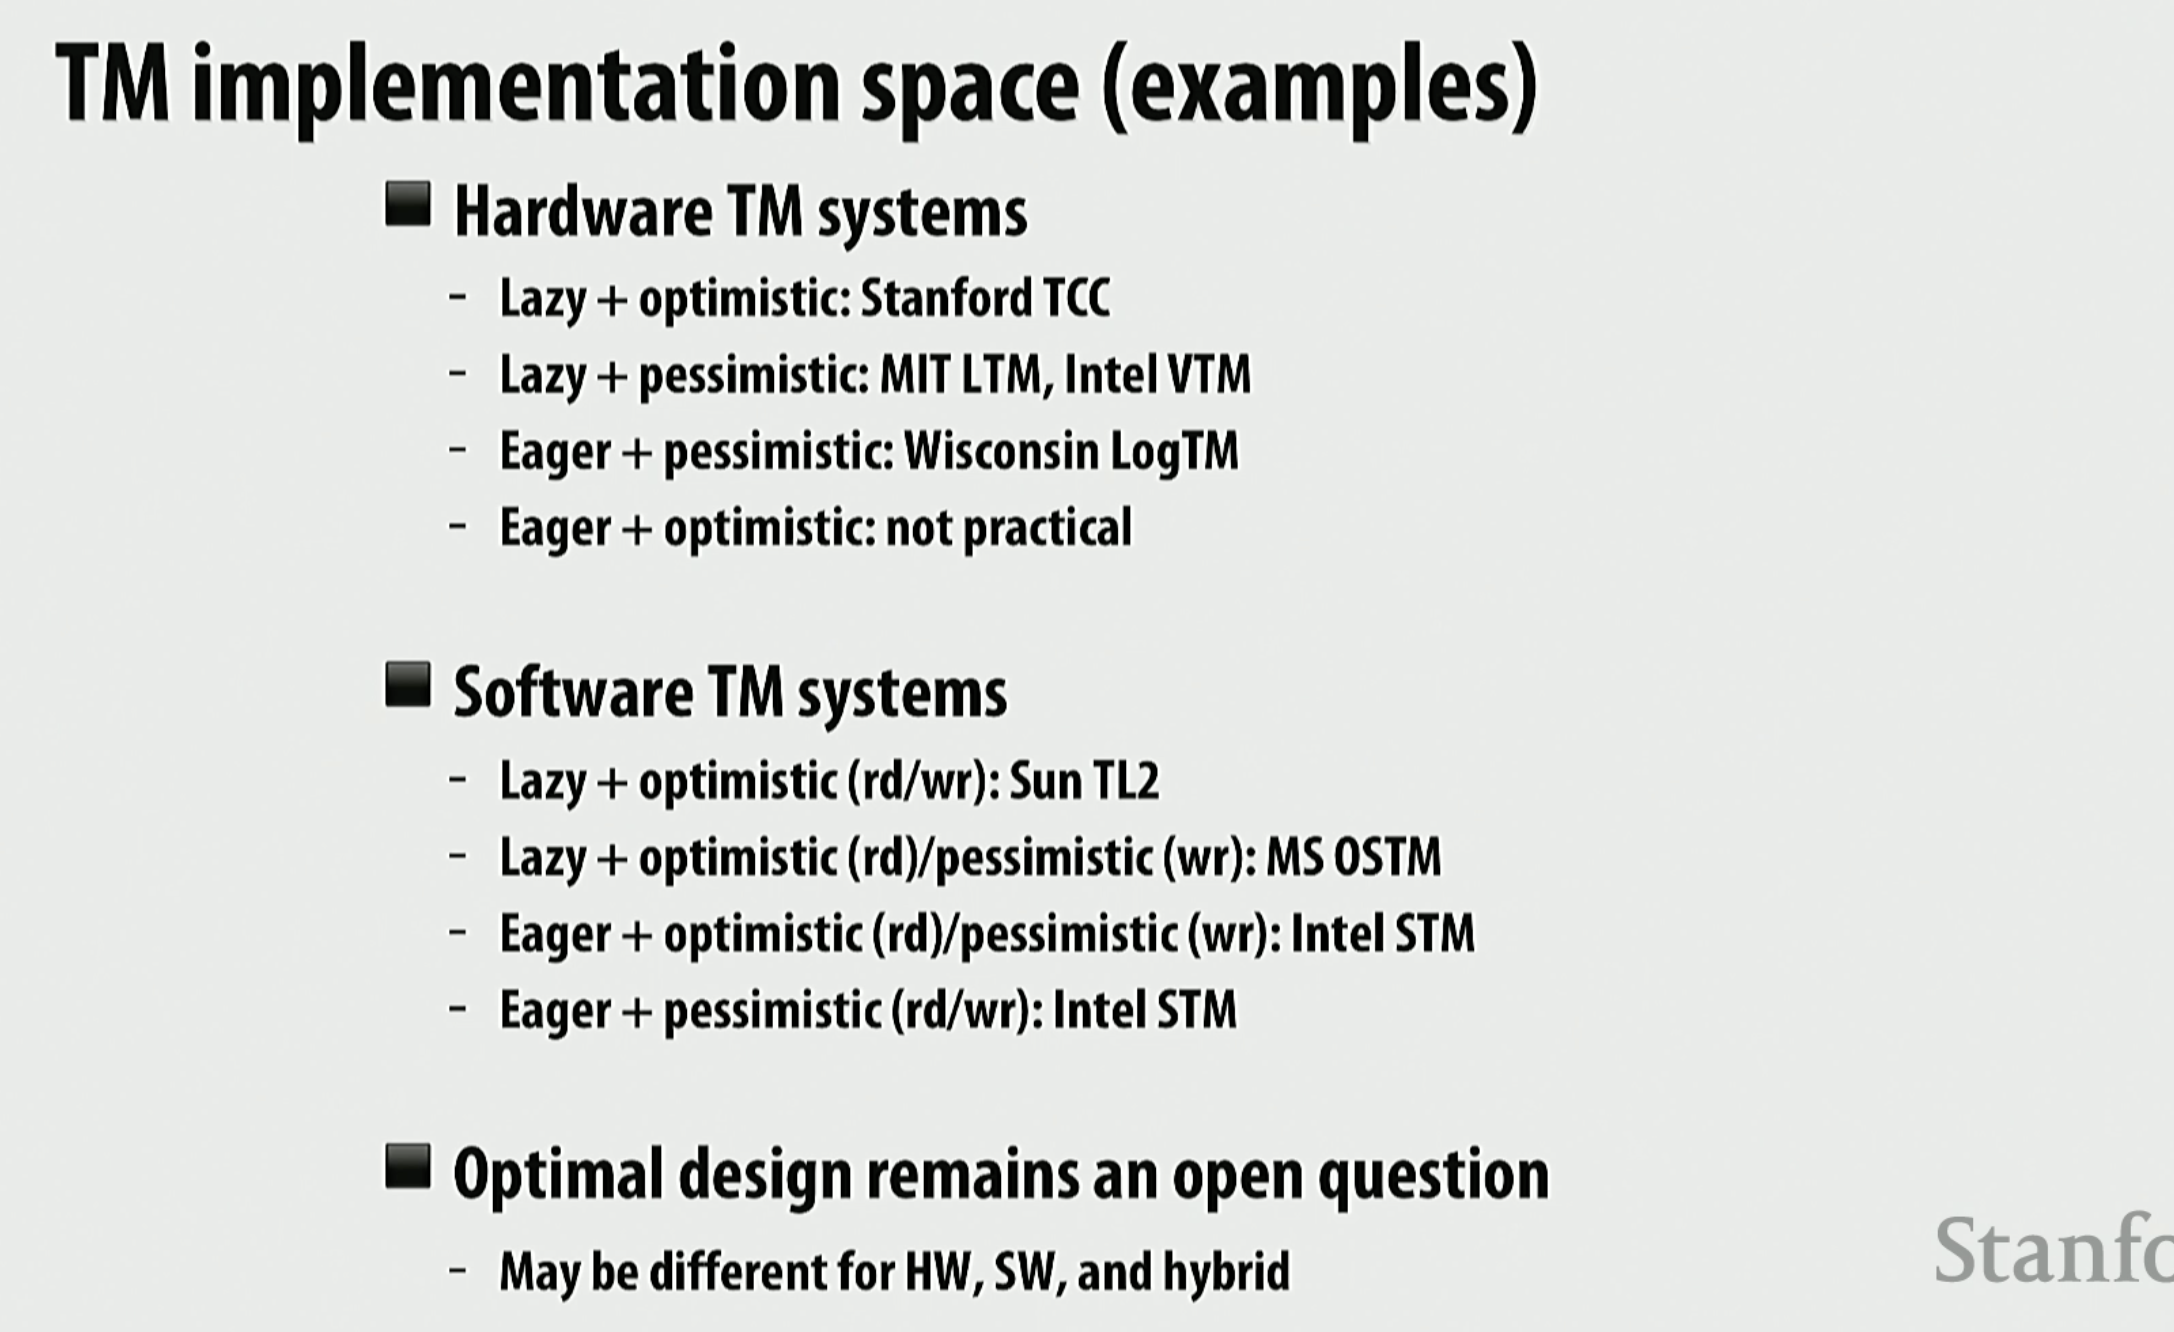 TM implementation space (examples)
Hardware TM systems
- Lazy + optimistic: Stanford TCC
- Lazy + pessimistic: MIT LTM, Intel VTM
- Eager + pessimistic: Wisconsin LogTM
- Eager + optimistic: not practical
Software TM systems
- Lazy + optimistic (rd/wr): Sun TL2
- Lazy + optimistic (rd)/pessimistic (wr): MS OSTM
- Eager + optimistic (rd)/pessimistic (wr): Intel STM
- Eager + pessimistic (rd/wr): Intel STM
Optimal design remains an open question
- May be different for HW, SW, and hybrid
Stanfo